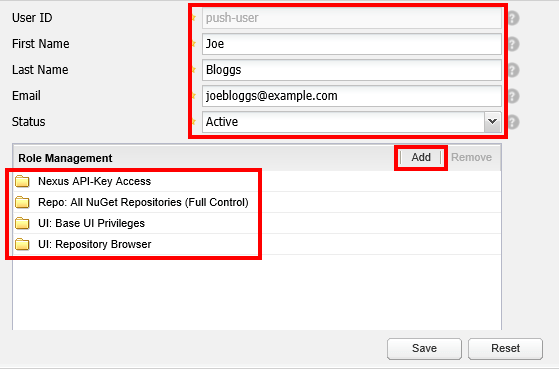 User ID push-user ?
First Name Joe ?
Last Name Bloggs ?
Email joebloggs@example.com ?
Status Active ?
Role Management Add Remove
Nexus API-Key Access
Repo: All NuGet Repositories (Full Control)
UI: Base UI Privileges
UI: Repository Browser
Save Reset